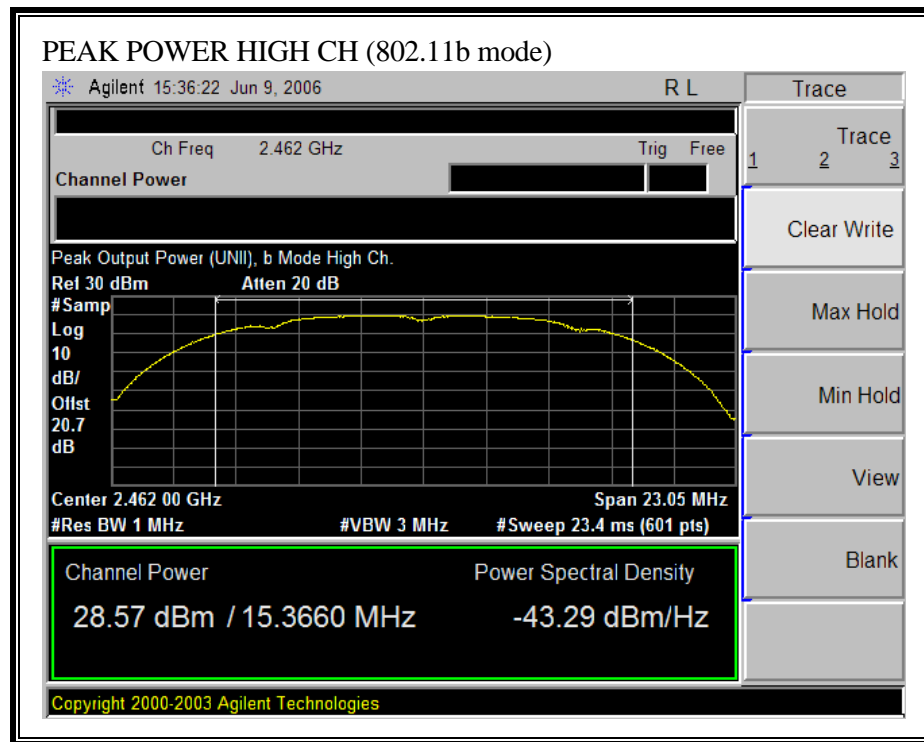 PEAK POWER HIGH CH (802.11b mode)
Agilent 15:36:22 Jun 9, 2006 R L Trace
Ch Freq 2.462 GHz Trig Free
Channel Power
Trace
1 2 3
Clear Write
Peak Output Power (UNII), b Mode High Ch.
Ref 30 dBm Atten 20 dB
#Samp
Log
10
dB/
Offst
20.7
dB
Max Hold
Min Hold
View
Center 2.462 00 GHz Span 23.05 MHz
#Res BW 1 MHz #VBW 3 MHz #Sweep 23.4 ms (601 pts)
Blank
Channel Power Power Spectral Density
28.57 dBm / 15.3660 MHz -43.29 dBm/Hz
Copyright 2000-2003 Agilent Technologies